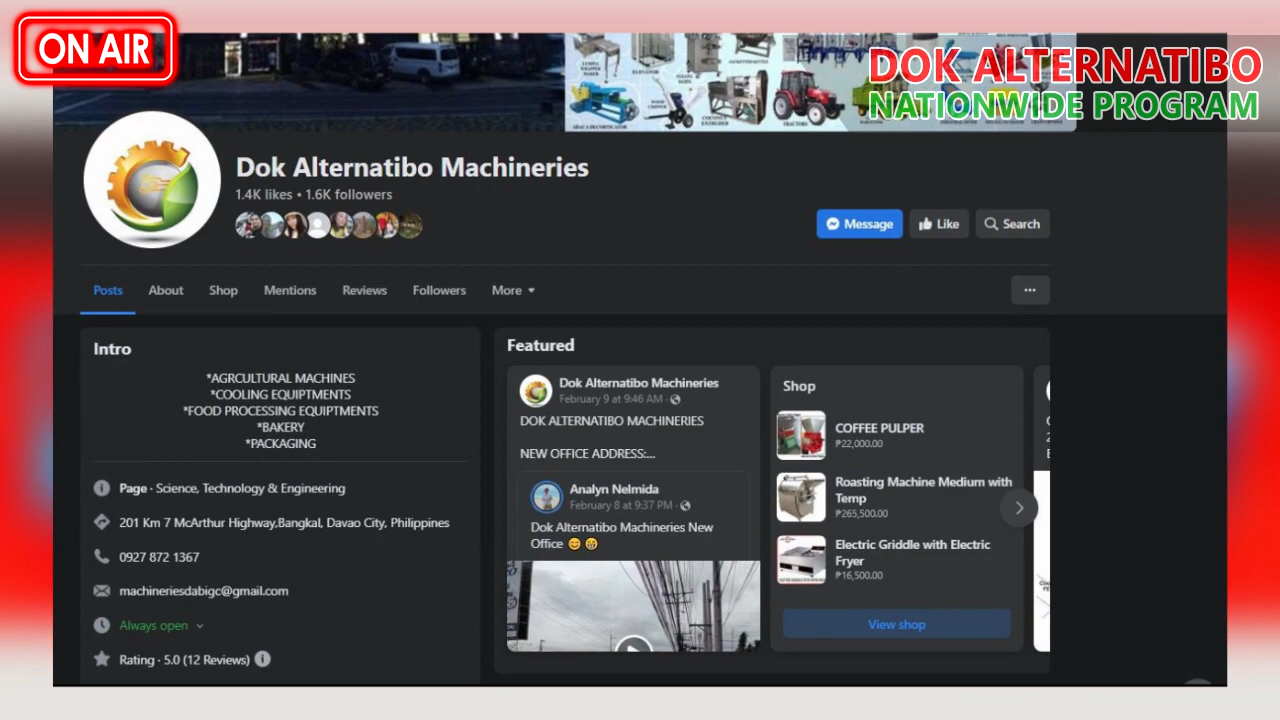 ON AIR
DOK ALTERNATIBO
NATIONWIDE PROGRAM
TRACTORS
COCONUT
EXTRUDER
Dok Alternatibo Machineries
1.4K likes • 1.6K followers
Message
Like
Search
Posts
About
Shop
Mentions
Reviews
Followers
More
Intro
*AGRCULTURAL MACHINES
*COOLING EQUIPTMENTS
*FOOD PROCESSING EQUIPTMENTS
*BAKERY
*PACKAGING
Page · Science, Technology & Engineering
201 Km 7 McArthur Highway,Bangkal, Davao City, Philippines
0927 872 1367
machineriesdabigc@gmail.com
Always open
Rating · 5.0 (12 Reviews)
Featured
Dok Alternatibo Machineries
February 9 at 9:46 AM ·
DOK ALTERNATIBO MACHINERIES
NEW OFFICE ADDRESS:...
Analyn Nelmida
February 8 at 9:37 PM ·
Dok Alternatibo Machineries New
Office 😊 😁
Shop
COFFEE PULPER
₱22,000.00
Roasting Machine Medium with
Temp
₱265,500.00
Electric Griddle with Electric
Fryer
₱16,500.00
View shop